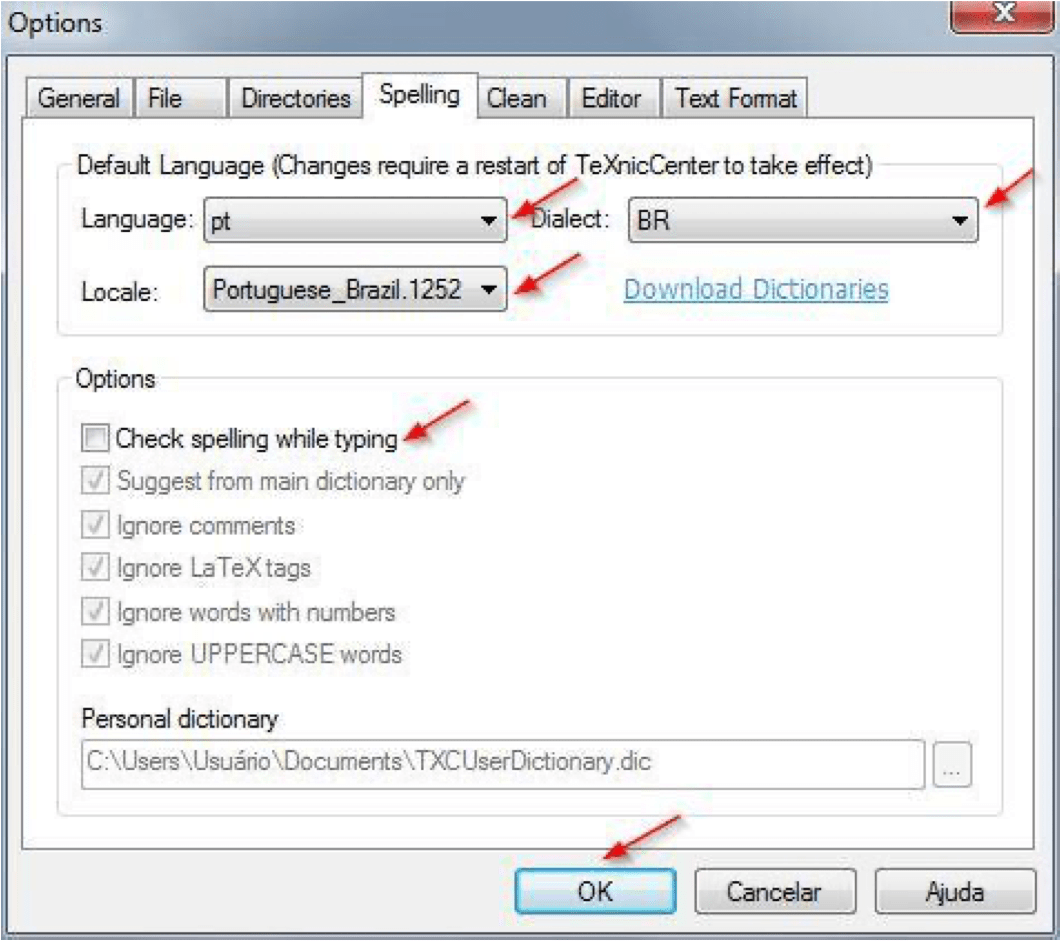 Options
General File Directories Spelling Clean Editor Text Format
Default Language (Changes require a restart of TeXnicCenter to take effect)
Language: pt Dialect: BR
Locale: Portuguese_Brazil.1252 Download Dictionaries
Options
Check spelling while typing
Suggest from main dictionary only
Ignore comments
Ignore LaTeX tags
Ignore words with numbers
Ignore UPPERCASE words
Personal dictionary
C:\Users\Usuário\Documents\TXCUserDictionary.dic ...
OK Cancelar Ajuda